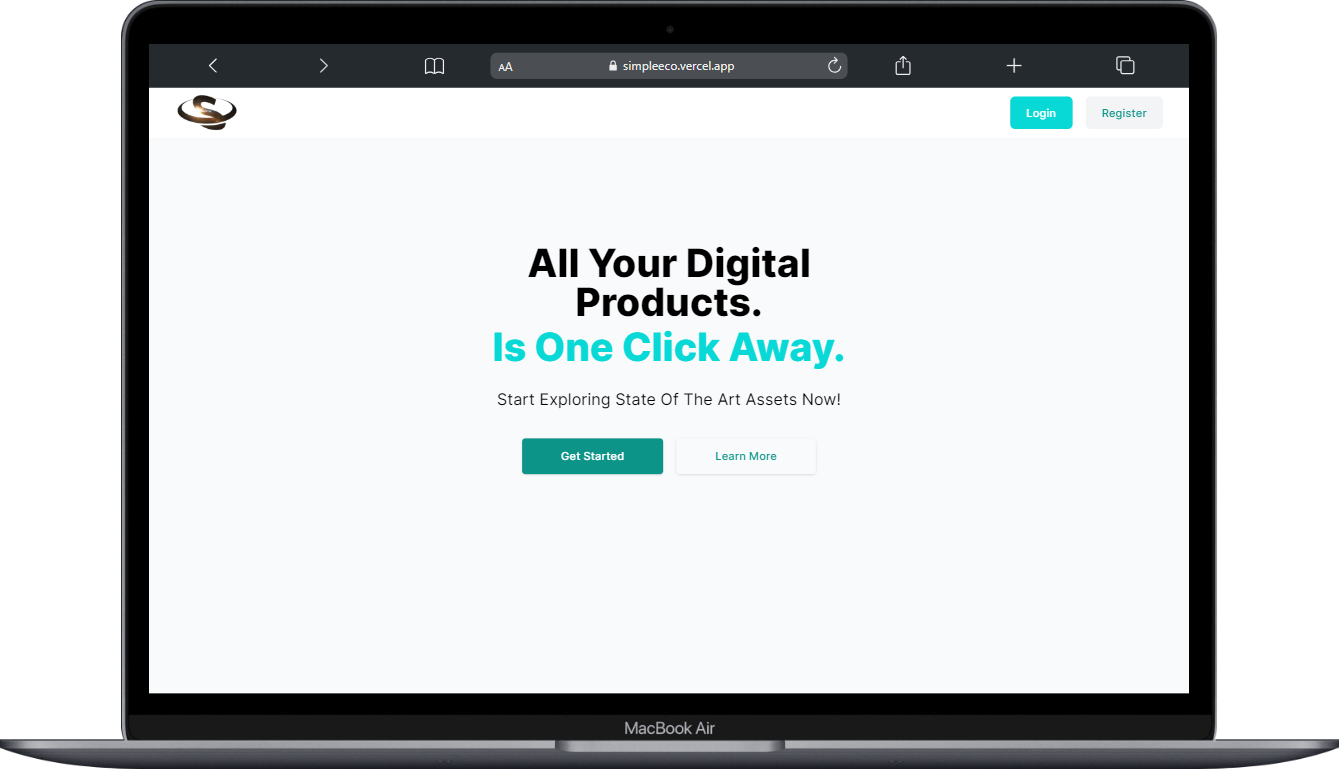 AA simpleeco.vercel.app
Login Register
All Your Digital
Products.
Is One Click Away.
Start Exploring State Of The Art Assets Now!
Get Started Learn More
MacBook Air